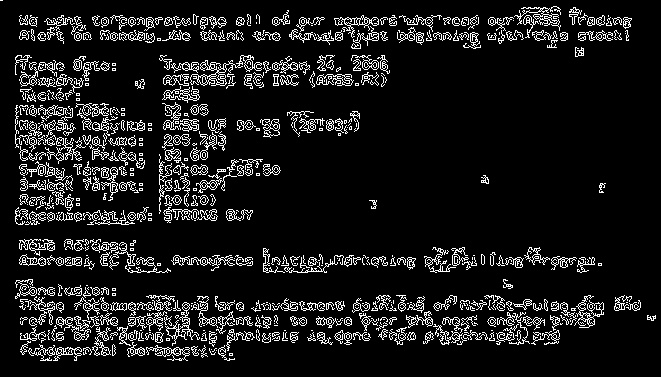 We want to congratulate all of our members who read our ARSS Trading
Alert on Monday. We think the fun is just beginning with this stock!
Trade Date: Tuesday, October 24, 2006
Company: AMEROSSI EC INC (ARSS.PK)
Ticker: ARSS
Monday Open: $2.05
Monday Results: ARSS UP $0.55 (26.83%)
Monday Volume: 205,
Current Price: $2.60
5-Day Target: $4.00 - $5.50
3-Week Target: $12.00
Rating: 10(10)
Recommendation: STRONG BUY
News Release:
Amerossi EC Inc. Announces Initial Marketing of Drilling Program.
Conclusion:
These recommendations are investment opinions of Market-Pulse.com and
reflect the stock's potential to move over the next one to three
weeks of trading. This analysis is done from a technical and
fundamental perspective.